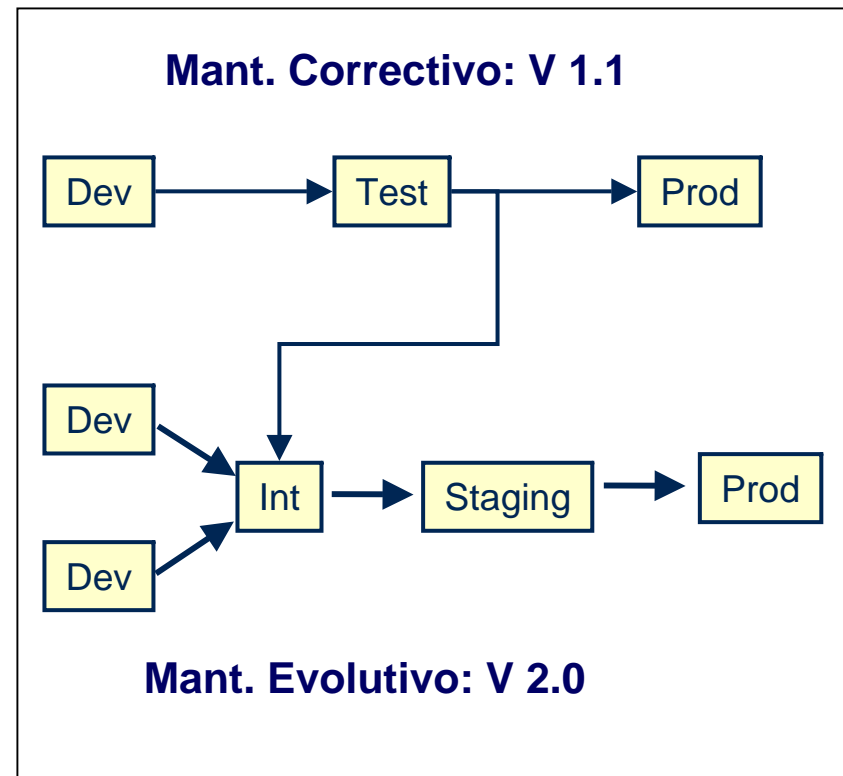 Mant. Correctivo: V 1.1
Dev
Test
Prod
Dev
Int
Staging
Prod
Dev
Mant. Evolutivo: V 2.0